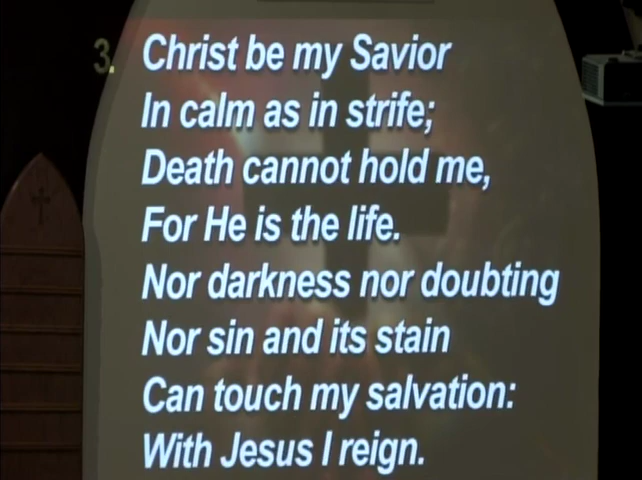 3. Christ be my Savior
In calm as in strife;
Death cannot hold me,
For He is the life.
Nor darkness nor doubting
Nor sin and its stain
Can touch my salvation:
With Jesus I reign.